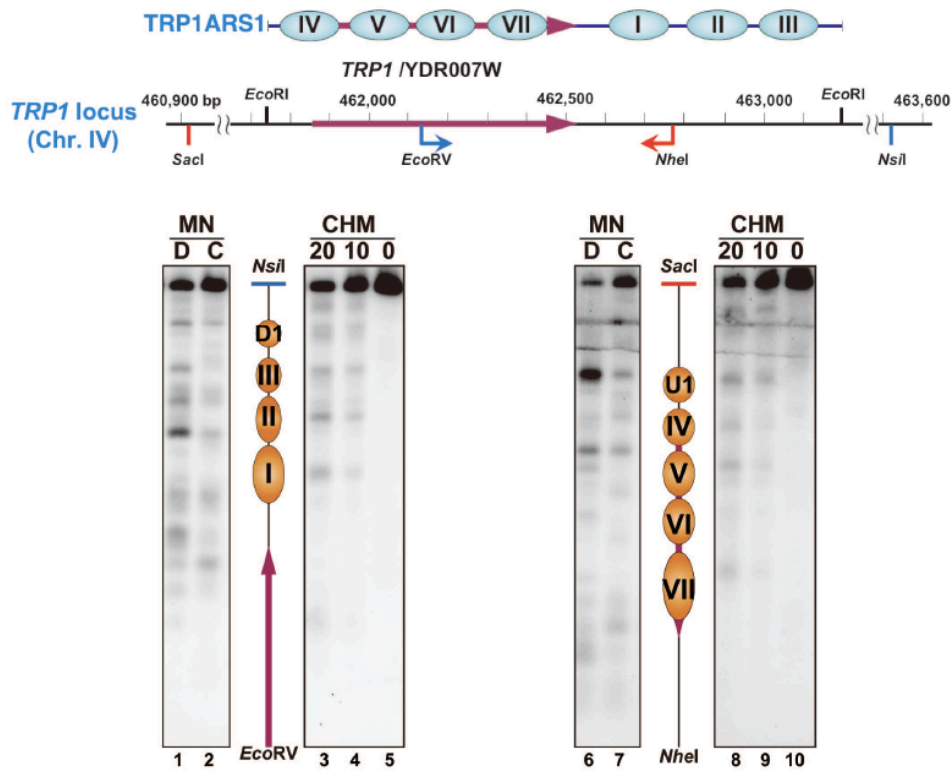 TRP1ARS1 IV V VI VII I II III
TRP1 /YDR007W
460,900 bp EcoRI 462,000 462,500 463,000 EcoRI 463,600
TRP1 locus
(Chr. IV)
SacI EcoRV NheI NsiI
MN CHM MN CHM
D C 20 10 0 D C 20 10 0
NsiI SacI
D1 U1
III IV
II V
I VI
VII
EcoRV NheI
1 2 3 4 5 6 7 8 9 10